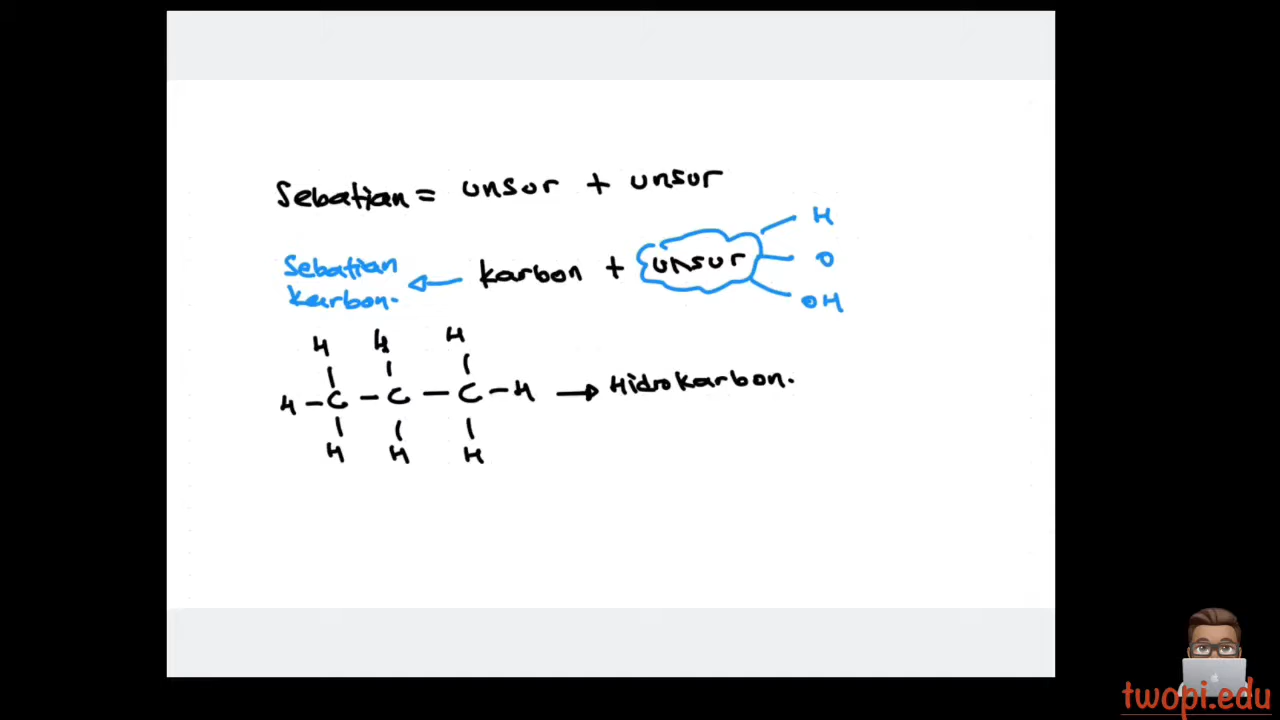 Sebatian = unsur + unsur
H
Sebatian karbon + unsur O
karbon.
OH
H H H
H - C - C - C - H → Hidrokarbon.
H H H
twopi.edu